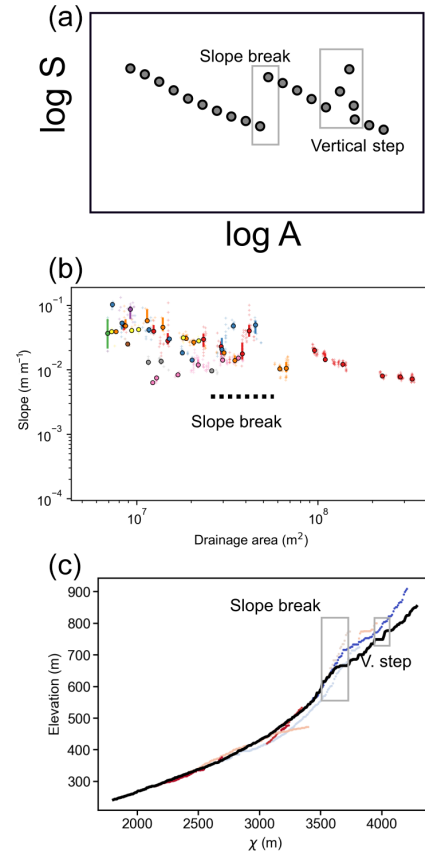 (a)
log S
Slope break
Vertical step
log A
(b)
10⁻¹
10⁻²
10⁻³
10⁻⁴
Slope (m m⁻¹)
Slope break
10⁷
10⁸
Drainage area (m²)
(c)
900
800
700
600
500
400
300
Elevation (m)
Slope break
V. step
2000
2500
3000
3500
4000
χ (m)